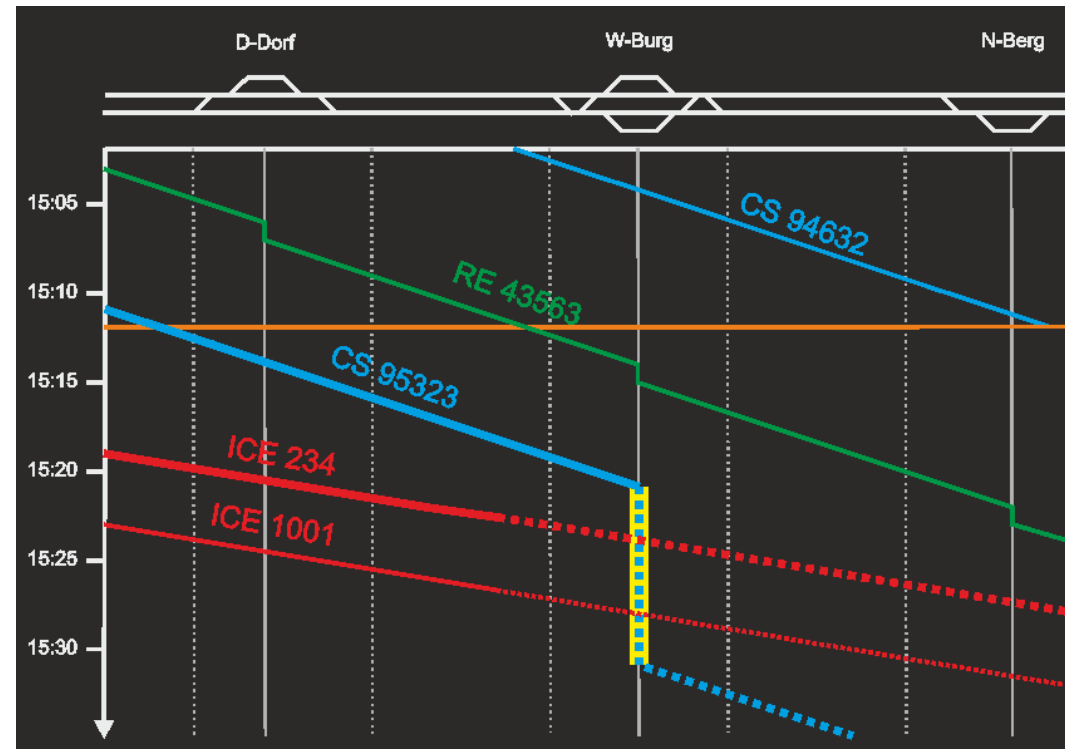 D-Dorf
W-Burg
N-Berg
15:05
CS 94632
RE 43563
15:10
15:15
CS 95323
ICE 234
15:20
ICE 1001
15:25
15:30